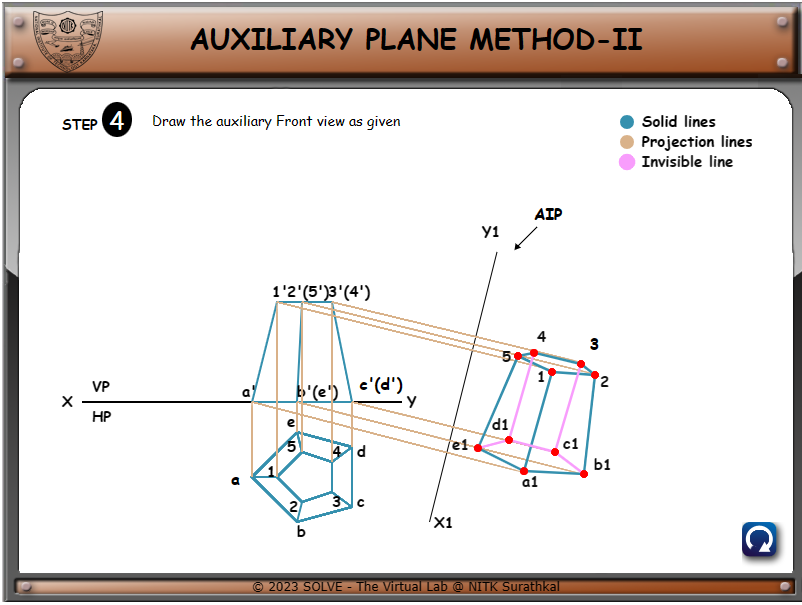 AUXILIARY PLANE METHOD-II
STEP 4 Draw the auxiliary Front view as given
Solid lines
Projection lines
Invisible line
AIP
Y1
1'2'(5')3'(4')
4
3
5
1
2
c'(d')
a'
b'(e')
X
VP
Y
HP
e
d1
5
4
d
e1
c1
a
1
b1
a1
2
3
c
X1
b
© 2023 SOLVE - The Virtual Lab @ NITK Surathkal